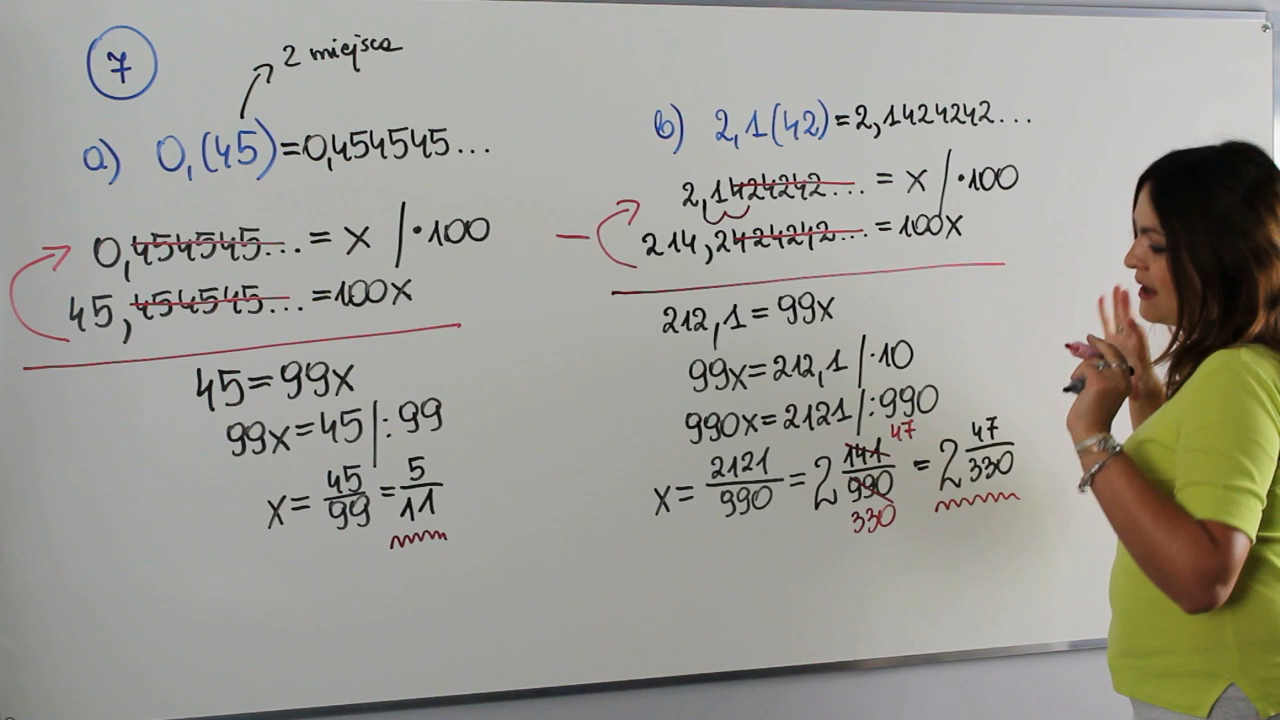 7
2 miejsca
a) 0,(45)=0,454545...
0,454545... = x /·100
45,454545... =100x
45=99x
99x=45 |:99
x= 45/99 = 5/11
b) 2,1(42)=2,1424242...
2,1424242... = x /·100
− 214,2424242... =100x
212,1=99x
99x=212,1 /·10
990x=2121 /:990
47
x= 2121/990 = 2 141/990 = 2 47/330
330